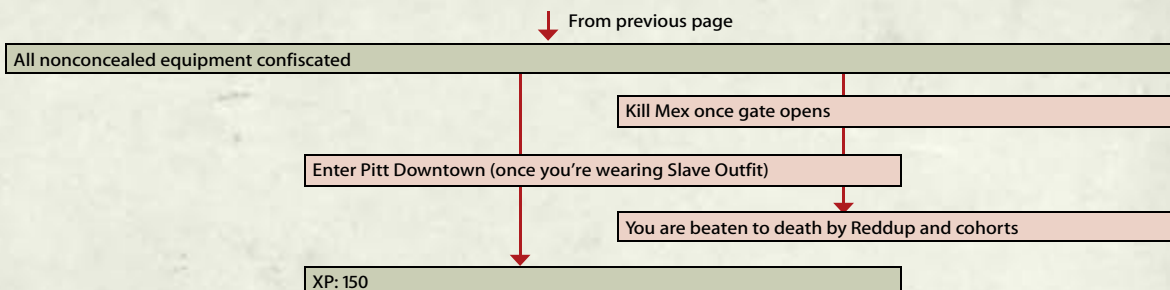 From previous page
All nonconcealed equipment confiscated
Kill Mex once gate opens
Enter Pitt Downtown (once you're wearing Slave Outfit)
You are beaten to death by Reddup and cohorts
XP: 150